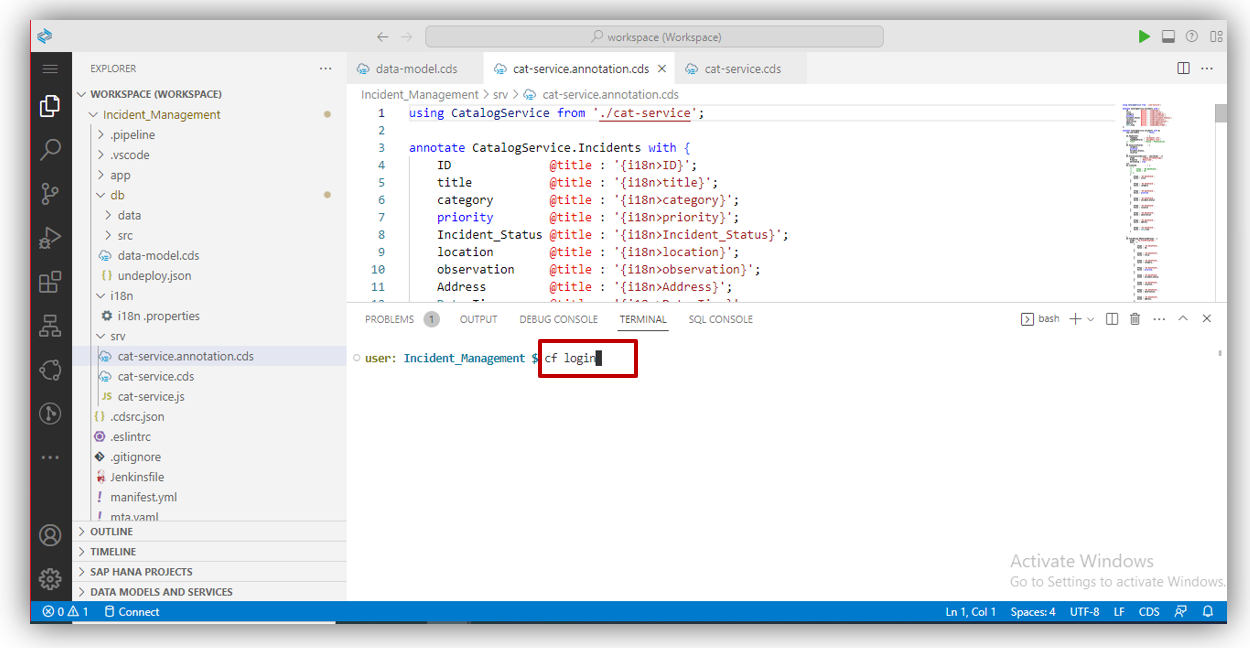 workspace (Workspace)
EXPLORER
WORKSPACE (WORKSPACE)
Incident_Management
.pipeline
.vscode
app
db
data
src
data-model.cds
{} undeploy.json
i18n
i18n .properties
srv
cat-service.annotation.cds
cat-service.cds
JS cat-service.js
{} .cdsrc.json
.eslintrc
.gitignore
Jenkinsfile
! manifest.yml
! mta.yaml
OUTLINE
TIMELINE
SAP HANA PROJECTS
DATA MODELS AND SERVICES
data-model.cds
cat-service.annotation.cds
cat-service.cds
Incident_Management > srv > cat-service.annotation.cds
1 using CatalogService from './cat-service';
2
3 annotate CatalogService.Incidents with {
4 ID @title : '{i18n>ID}';
5 title @title : '{i18n>title}';
6 category @title : '{i18n>category}';
7 priority @title : '{i18n>priority}';
8 Incident_Status @title : '{i18n>Incident_Status}';
9 location @title : '{i18n>location}';
10 observation @title : '{i18n>observation}';
11 Address @title : '{i18n>Address}';
PROBLEMS 1 OUTPUT DEBUG CONSOLE TERMINAL SQL CONSOLE
bash
user: Incident_Management $ cf login
Activate Windows
Go to Settings to activate Windows.
0 1 Connect
Ln 1, Col 1 Spaces: 4 UTF-8 LF CDS